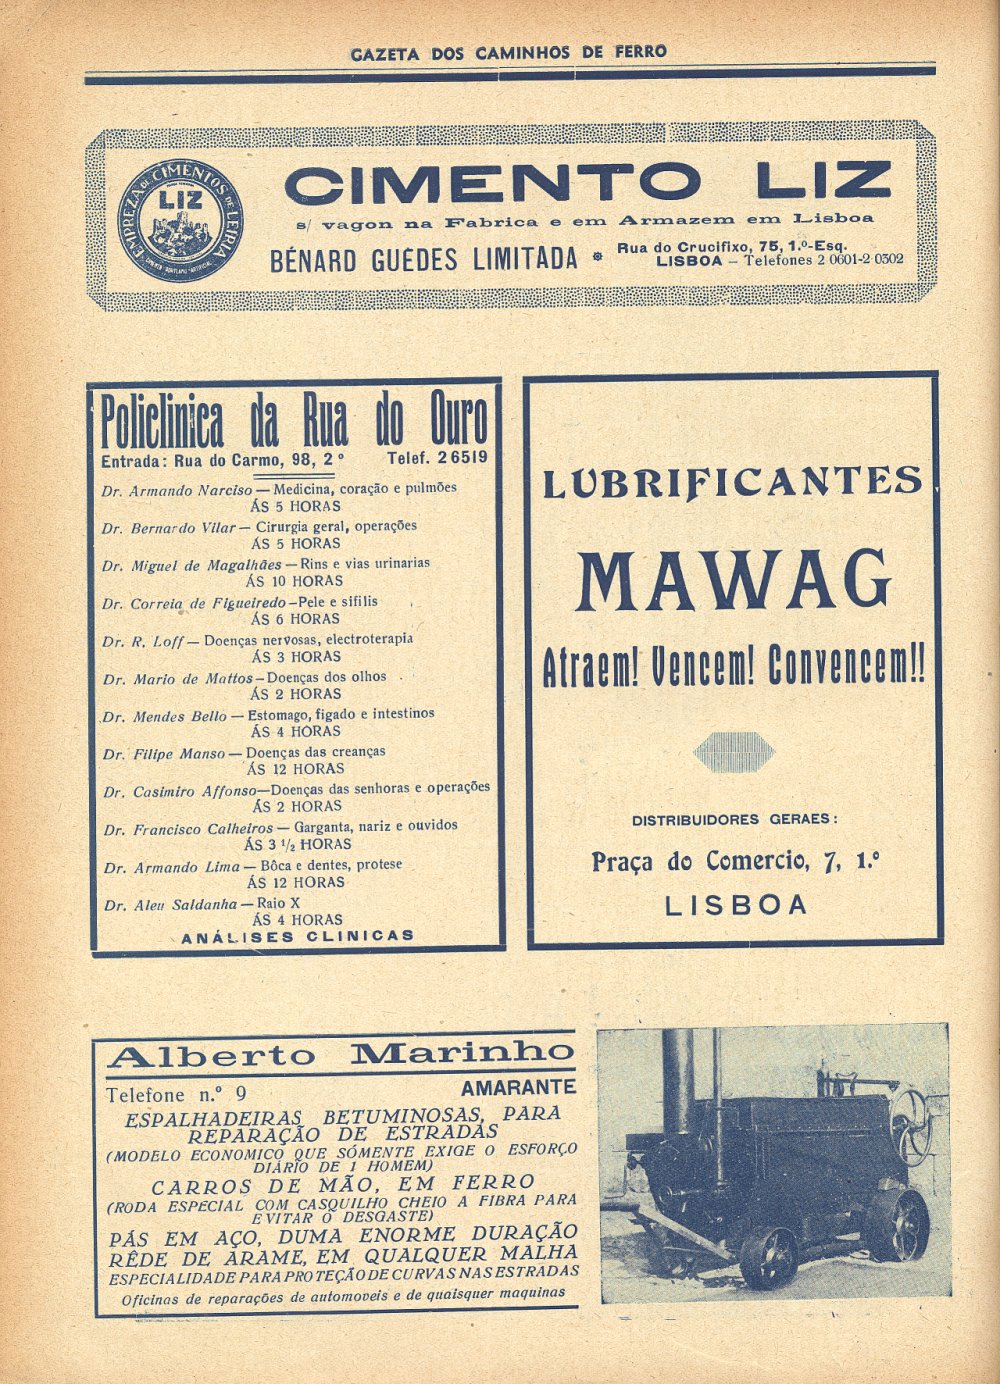 GAZETA DOS CAMINHOS DE FERRO
EMPREZA DE CIMENTOS DE LEIRIA
LIZ
CIMENTO PORTLAND ARTIFICIAL
CIMENTO LIZ
s/ vagon na Fabrica e em Armazem em Lisboa
BÉNARD GUEDES LIMITADA
Rua do Crucifixo, 75, 1.º-Esq.
LISBOA — Telefones 2 0601-2 0302
Policlinica da Rua do Ouro
Entrada: Rua do Carmo, 98, 2º Telef. 26519
Dr. Armando Narciso — Medicina, coração e pulmões
ÁS 5 HORAS
Dr. Bernardo Vilar — Cirurgia geral, operações
ÁS 5 HORAS
Dr. Miguel de Magalhães — Rins e vias urinarias
ÁS 10 HORAS
Dr. Correia de Figueiredo — Pele e sifilis
ÁS 6 HORAS
Dr. R. Loff — Doenças nervosas, electroterapia
ÁS 3 HORAS
Dr. Mario de Mattos — Doenças dos olhos
ÁS 2 HORAS
Dr. Mendes Bello — Estomago, figado e intestinos
ÁS 4 HORAS
Dr. Filipe Manso — Doenças das creanças
ÁS 12 HORAS
Dr. Casimiro Affonso — Doenças das senhoras e operações
ÁS 2 HORAS
Dr. Francisco Calheiros — Garganta, nariz e ouvidos
ÁS 3 1/2 HORAS
Dr. Armando Lima — Bôca e dentes, protese
ÁS 12 HORAS
Dr. Aleu Saldanha — Raio X
ÁS 4 HORAS
ANÁLISES CLINICAS
LUBRIFICANTES
MAWAG
Atraem! Vencem! Convencem!!
DISTRIBUIDORES GERAES:
Praça do Comercio, 7, 1.º
LISBOA
Alberto Marinho
Telefone n.º 9 AMARANTE
ESPALHADEIRAS BETUMINOSAS, PARA
REPARAÇÃO DE ESTRADAS
(MODELO ECONOMICO QUE SÓMENTE EXIGE O ESFORÇO
DIÁRIO DE 1 HOMEM)
CARROS DE MÃO, EM FERRO
(RODA ESPECIAL COM CASQUILHO CHEIO A FIBRA PARA
EVITAR O DESGASTE)
PÁS EM AÇO, DUMA ENORME DURAÇÃO
RÊDE DE ARAME, EM QUALQUER MALHA
ESPECIALIDADE PARA PROTEÇÃO DE CURVAS NAS ESTRADAS
Oficinas de reparações de automoveis e de quaisquer maquinas